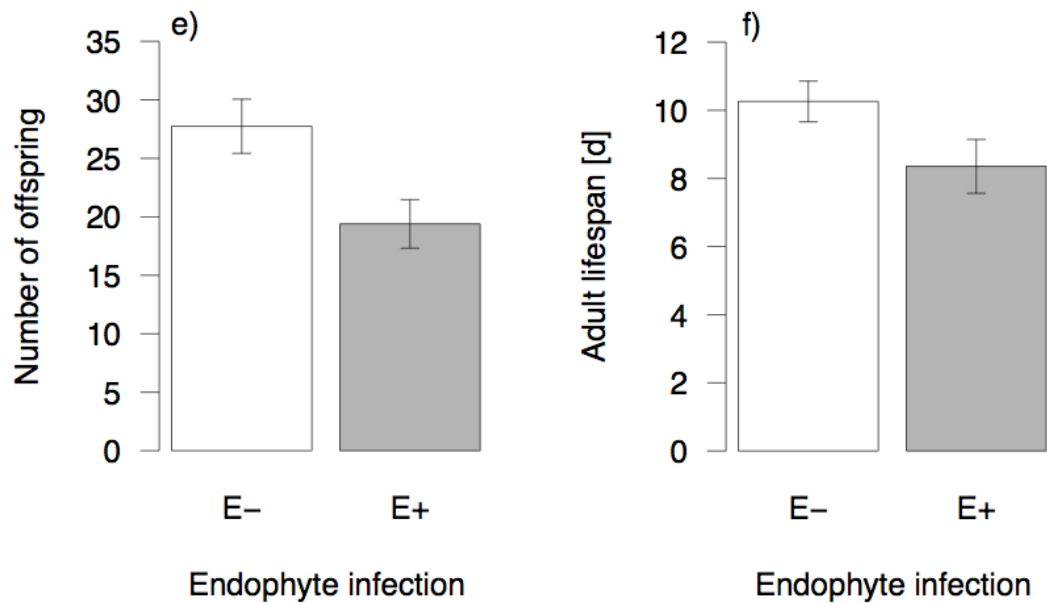 e)
Number of offspring
35
30
25
20
15
10
5
0
E−
E+
Endophyte infection
f)
Adult lifespan [d]
12
10
8
6
4
2
0
E−
E+
Endophyte infection